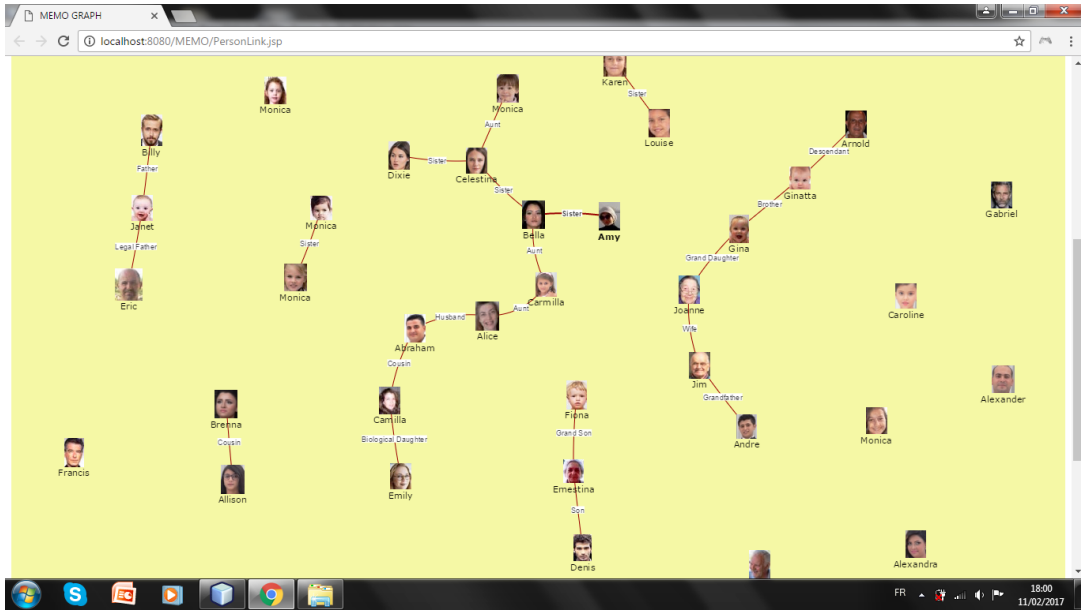 MEMO GRAPH
localhost:8080/MEMO/PersonLink.jsp
Karen
Monica
Monica
Sister
Aunt
Louise
Billy
Arnold
Descendant
Father
Sister
Dixie
Celestina
Ginatta
Sister
Brother
Gabriel
Janet
Monica
Sister
Bella
Amy
Gina
Legal Father
Sister
Aunt
Grand Daughter
Eric
Monica
Carmilla
Joanne
Caroline
Aunt
Husband
Alice
Abraham
Wife
Cousin
Jim
Alexander
Grandfather
Camilla
Fiona
Brenna
Andre
Monica
Grand Son
Biological Daughter
Cousin
Francis
Emily
Ernestina
Allison
Son
Denis
Alexandra
FR
18:00
11/02/2017